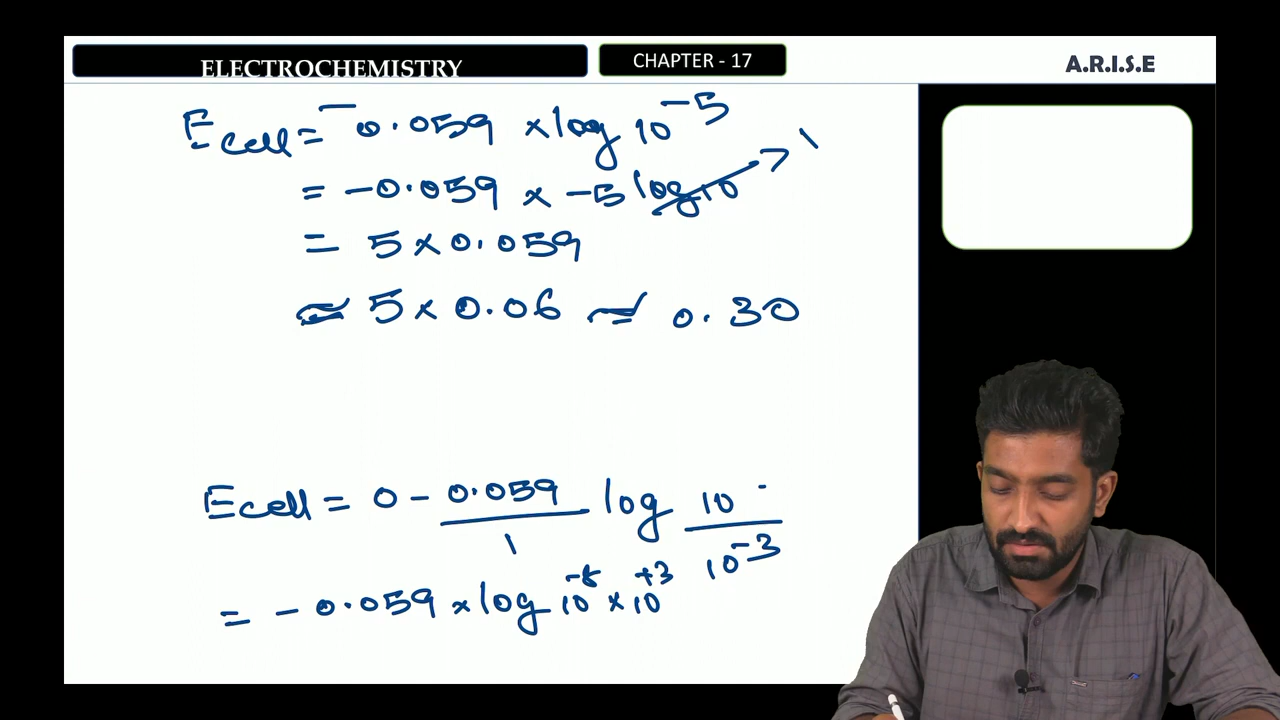 ELECTROCHEMISTRY
CHAPTER - 17
A.R.I.S.E
Ecell = -0.059 × log 10⁻⁵
= -0.059 × -5 log 10 → 1
= 5 × 0.059
≃ 5 × 0.06 ≃ 0.30
Ecell = 0 - 0.059/1 log 10⁻/10⁻³
= -0.059 × log 10⁻⁸ × 10⁺³